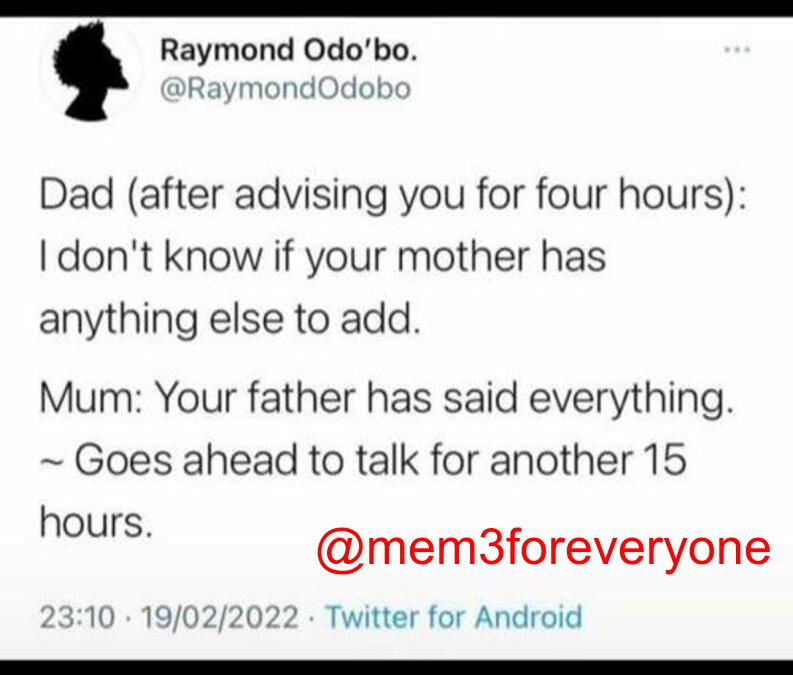 Raymond Odo'bo.
@RaymondOdobo
Dad (after advising you for four hours):
I don't know if your mother has
anything else to add.
Mum: Your father has said everything.
~ Goes ahead to talk for another 15
hours.
@mem3foreveryone
23:10 · 19/02/2022 · Twitter for Android